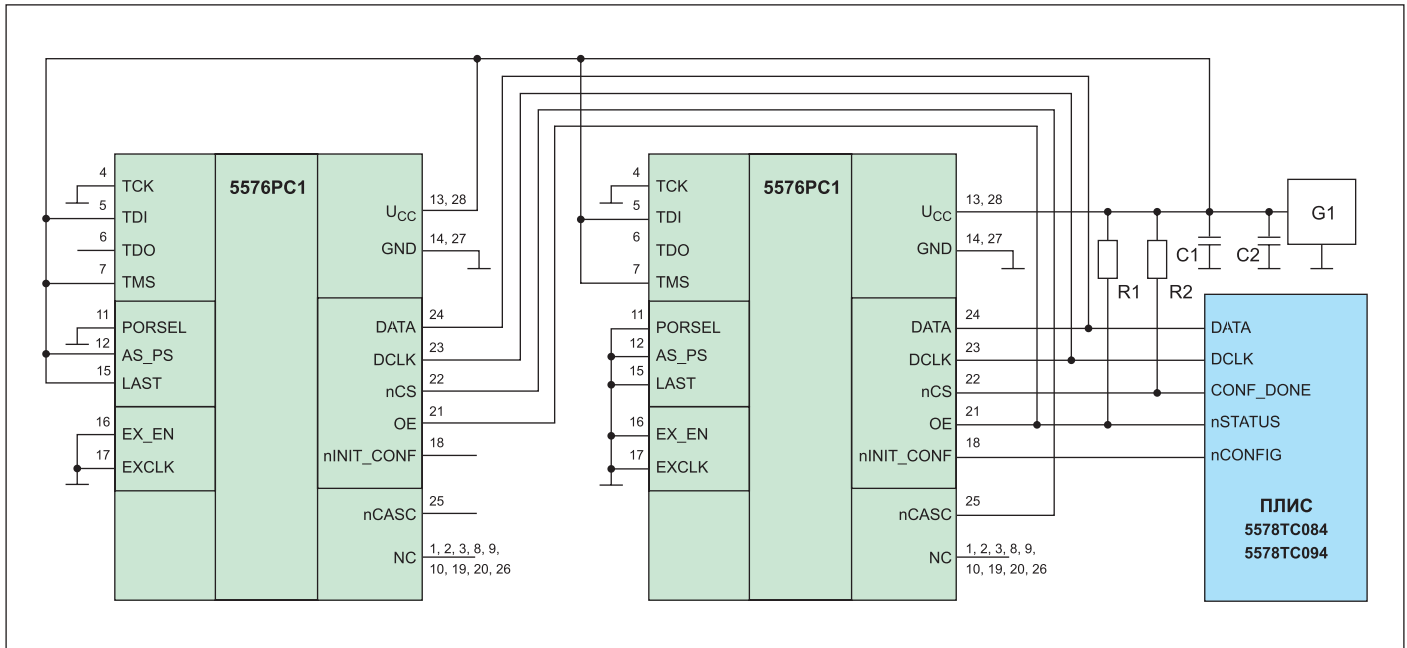 5576РС1
4
TCK
5
TDI
6
TDO
7
TMS
11
PORSEL
12
AS_PS
15
LAST
16
EX_EN
17
EXCLK
UCC
13, 28
GND
14, 27
DATA
24
DCLK
23
nCS
22
OE
21
nINIT_CONF
18
nCASC
25
NC
1, 2, 3, 8, 9,
10, 19, 20, 26
5576РС1
4
TCK
5
TDI
6
TDO
7
TMS
11
PORSEL
12
AS_PS
15
LAST
16
EX_EN
17
EXCLK
UCC
13, 28
GND
14, 27
DATA
24
DCLK
23
nCS
22
OE
21
nINIT_CONF
18
nCASC
25
NC
1, 2, 3, 8, 9,
10, 19, 20, 26
R1
R2
C1
C2
G1
DATA
DCLK
CONF_DONE
nSTATUS
nCONFIG
ПЛИС
5578ТС084
5578ТС094